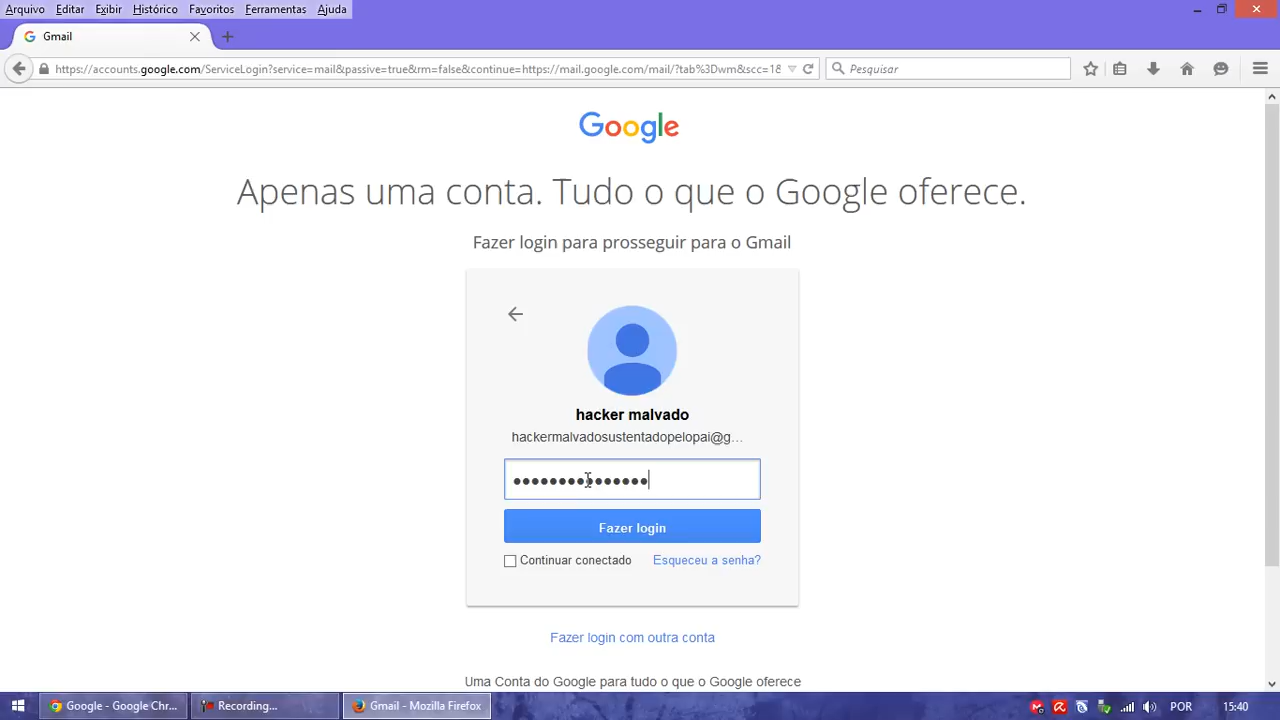 Arquivo Editar Exibir Histórico Favoritos Ferramentas Ajuda
Gmail
https://accounts.google.com/ServiceLogin?service=mail&passive=true&rm=false&continue=https://mail.google.com/mail/?tab%3Dwm&scc=1&
Pesquisar
Google
Apenas uma conta. Tudo o que o Google oferece.
Fazer login para prosseguir para o Gmail
hacker malvado
hackermalvadosustentadopelopai@g...
●●●●●●●●●●●●●●●
Fazer login
Continuar conectado Esqueceu a senha?
Fazer login com outra conta
Uma Conta do Google para tudo o que o Google oferece
Google - Google Chr... Recording... Gmail - Mozilla Firefox POR 15:40